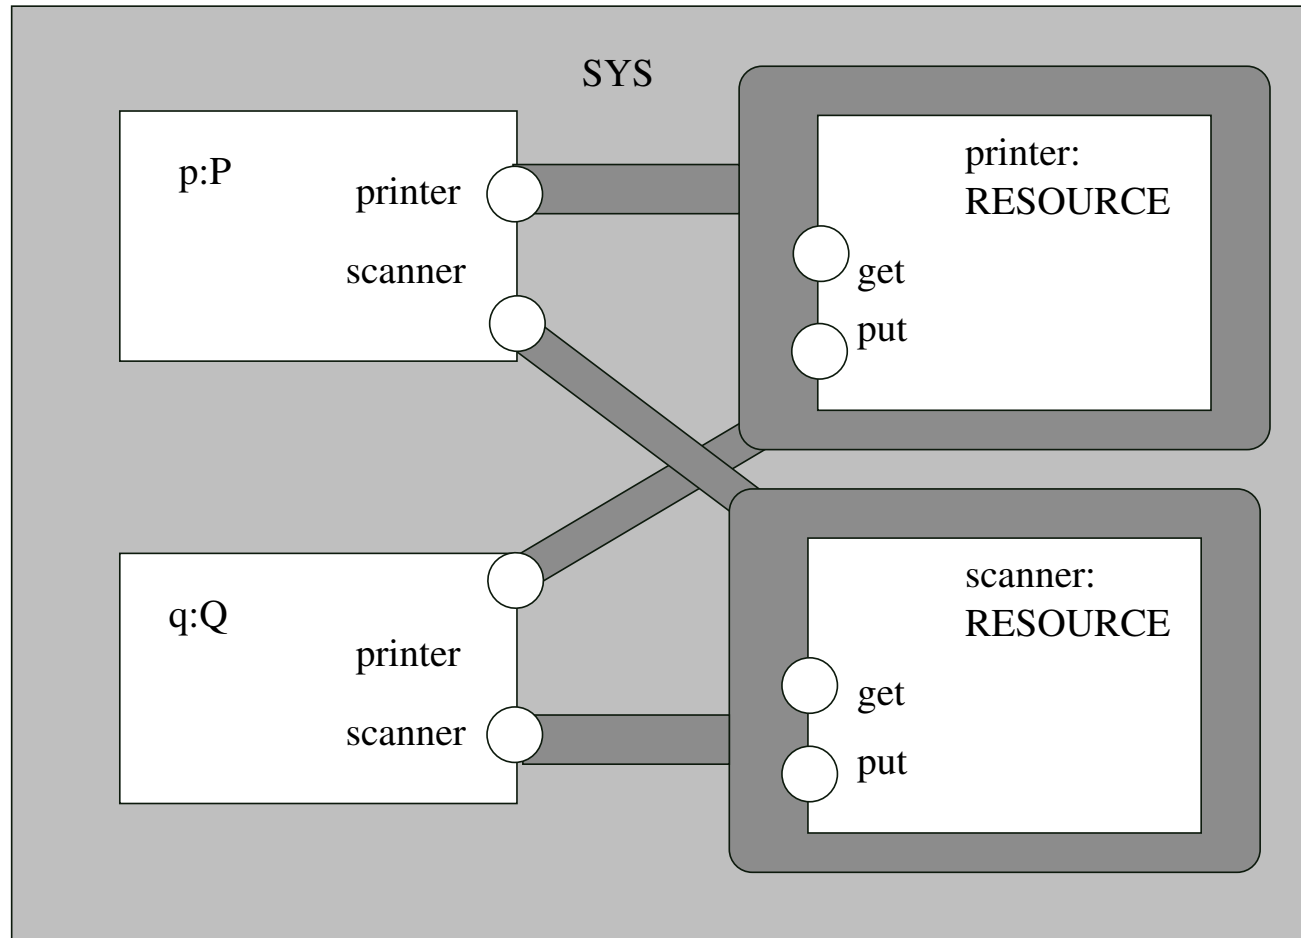 SYS
p:P
printer
scanner
printer:
RESOURCE
get
put
q:Q
printer
scanner
scanner:
RESOURCE
get
put